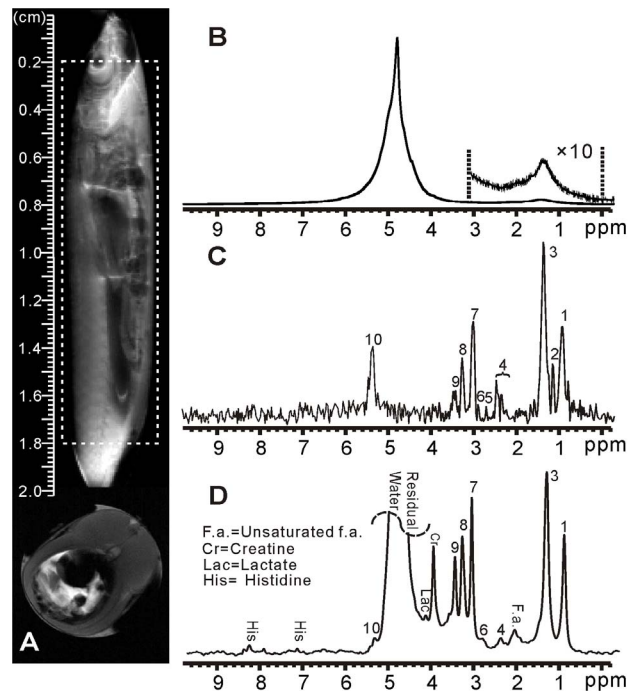 (cm)
0.2
0.4
0.6
0.8
1.0
1.2
1.4
1.6
1.8
2.0
A
B
×10
9 8 7 6 5 4 3 2 1 ppm
C
10 9 8 7 6 5 4 3 2 1
9 8 7 6 5 4 3 2 1 ppm
D
F.a.=Unsaturated f.a.
Cr=Creatine
Lac=Lactate
His= Histidine
Residual
Water
His His 10 Lac Cr 9 8 7 6 4 F.a. 3 1
9 8 7 6 5 4 3 2 1 ppm